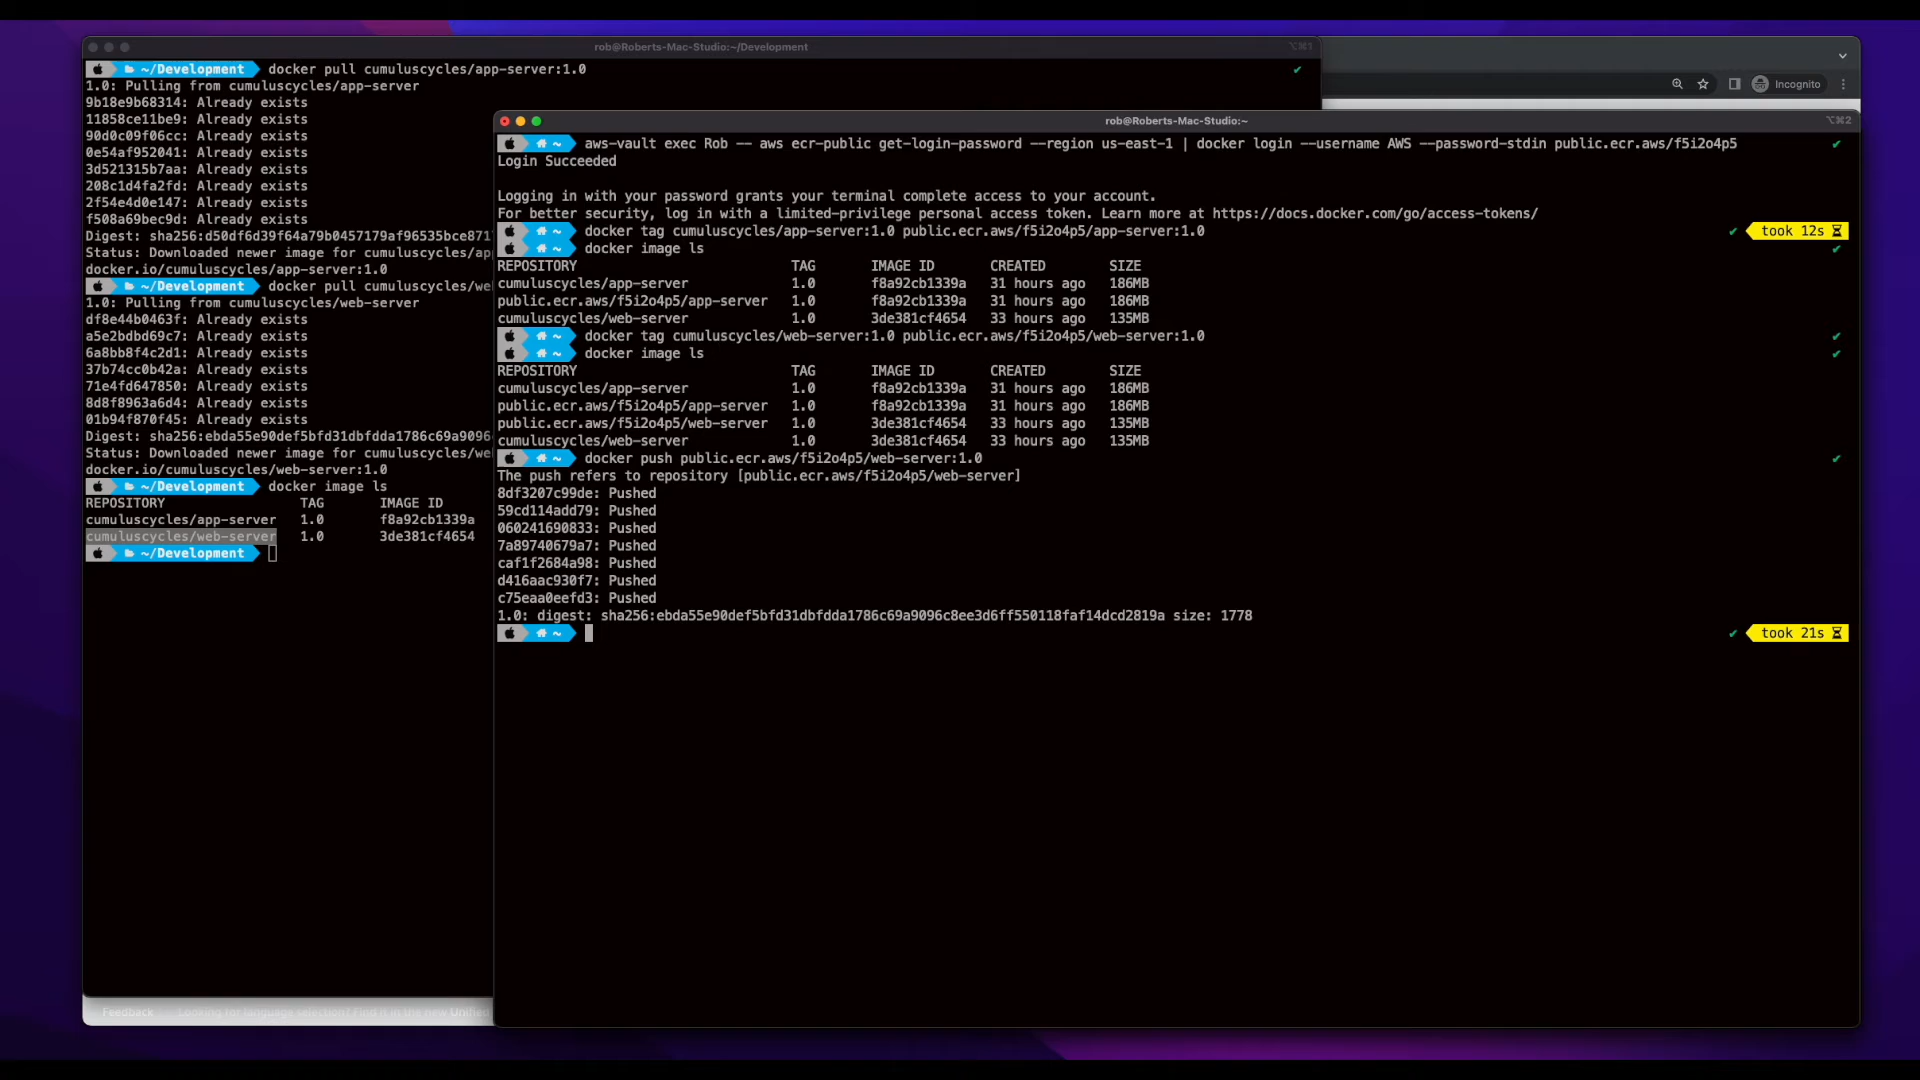 rob@Roberts-Mac-Studio:~/Development
⌥⌘1
~/Development docker pull cumuluscycles/app-server:1.0 ✔
1.0: Pulling from cumuluscycles/app-server
9b18e9b68314: Already exists
11858ce11be9: Already exists
90d0c09f06cc: Already exists
0e54af952041: Already exists
3d521315b7aa: Already exists
208c1d4fa2fd: Already exists
2f54e4d0e147: Already exists
f508a69bec9d: Already exists
Digest: sha256:d50df6d39f64a79b0457179af96535bce871
Status: Downloaded newer image for cumuluscycles/ap
docker.io/cumuluscycles/app-server:1.0
~/Development docker pull cumuluscycles/we
1.0: Pulling from cumuluscycles/web-server
df8e44b0463f: Already exists
a5e2bdbd69c7: Already exists
6a8bb8f4c2d1: Already exists
37b74cc0b42a: Already exists
71e4fd647850: Already exists
8d8f8963a6d4: Already exists
01b94f870f45: Already exists
Digest: sha256:ebda55e90def5bfd31dbfdda1786c69a9096
Status: Downloaded newer image for cumuluscycles/we
docker.io/cumuluscycles/web-server:1.0
~/Development docker image ls
REPOSITORY TAG IMAGE ID
cumuluscycles/app-server 1.0 f8a92cb1339a
cumuluscycles/web-server 1.0 3de381cf4654
~/Development
Feedback Looking for language selection? Find it in the new Unified
Incognito
rob@Roberts-Mac-Studio:~
⌥⌘2
~ aws-vault exec Rob -- aws ecr-public get-login-password --region us-east-1 | docker login --username AWS --password-stdin public.ecr.aws/f5i2o4p5 ✔
Login Succeeded
Logging in with your password grants your terminal complete access to your account.
For better security, log in with a limited-privilege personal access token. Learn more at https://docs.docker.com/go/access-tokens/
~ docker tag cumuluscycles/app-server:1.0 public.ecr.aws/f5i2o4p5/app-server:1.0 ✔ took 12s
~ docker image ls ✔
REPOSITORY TAG IMAGE ID CREATED SIZE
cumuluscycles/app-server 1.0 f8a92cb1339a 31 hours ago 186MB
public.ecr.aws/f5i2o4p5/app-server 1.0 f8a92cb1339a 31 hours ago 186MB
cumuluscycles/web-server 1.0 3de381cf4654 33 hours ago 135MB
~ docker tag cumuluscycles/web-server:1.0 public.ecr.aws/f5i2o4p5/web-server:1.0 ✔
~ docker image ls ✔
REPOSITORY TAG IMAGE ID CREATED SIZE
cumuluscycles/app-server 1.0 f8a92cb1339a 31 hours ago 186MB
public.ecr.aws/f5i2o4p5/app-server 1.0 f8a92cb1339a 31 hours ago 186MB
public.ecr.aws/f5i2o4p5/web-server 1.0 3de381cf4654 33 hours ago 135MB
cumuluscycles/web-server 1.0 3de381cf4654 33 hours ago 135MB
~ docker push public.ecr.aws/f5i2o4p5/web-server:1.0 ✔
The push refers to repository [public.ecr.aws/f5i2o4p5/web-server]
8df3207c99de: Pushed
59cd114add79: Pushed
060241690833: Pushed
7a89740679a7: Pushed
caf1f2684a98: Pushed
d416aac930f7: Pushed
c75eaa0eefd3: Pushed
1.0: digest: sha256:ebda55e90def5bfd31dbfdda1786c69a9096c8ee3d6ff550118faf14dcd2819a size: 1778
~ ✔ took 21s